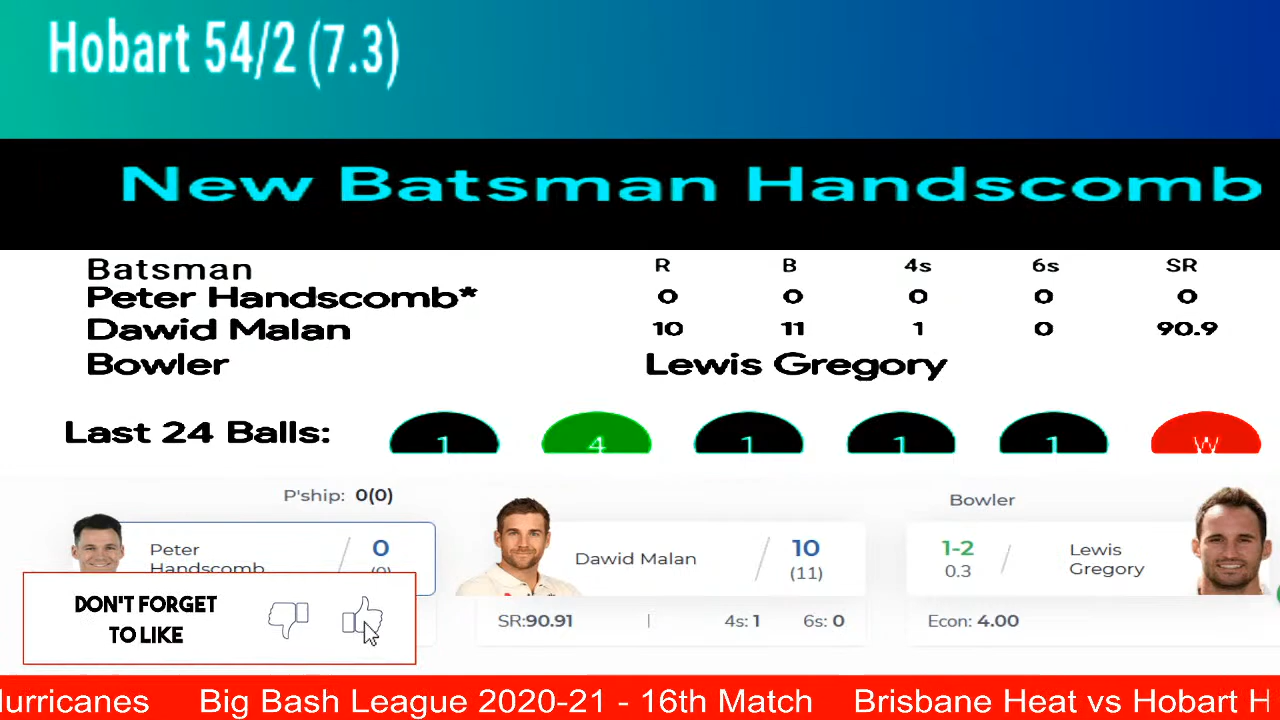 Hobart 54/2 (7.3)
New Batsman Handscomb
Batsman R B 4s 6s SR
Peter Handscomb* 0 0 0 0 0
Dawid Malan 10 11 1 0 90.9
Bowler Lewis Gregory
Last 24 Balls: 1 4 1 1 1 W
P'ship: 0(0)
Peter
Handscomb
0
(0)
Dawid Malan
10
(11)
SR:90.91 4s: 1 6s: 0
Bowler
1-2
0.3
Lewis
Gregory
Econ: 4.00
DON'T FORGET
TO LIKE
urricanes Big Bash League 2020-21 - 16th Match Brisbane Heat vs Hobart H